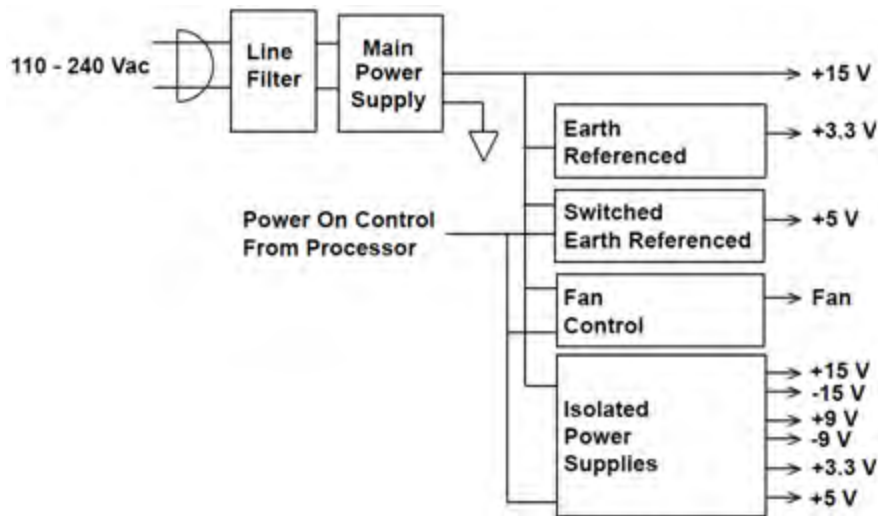 110 - 240 Vac
Line
Filter
Main
Power
Supply
+15 V
Earth
Referenced
+3.3 V
Power On Control
From Processor
Switched
Earth Referenced
+5 V
Fan
Control
Fan
Isolated
Power
Supplies
+15 V
-15 V
+9 V
-9 V
+3.3 V
+5 V